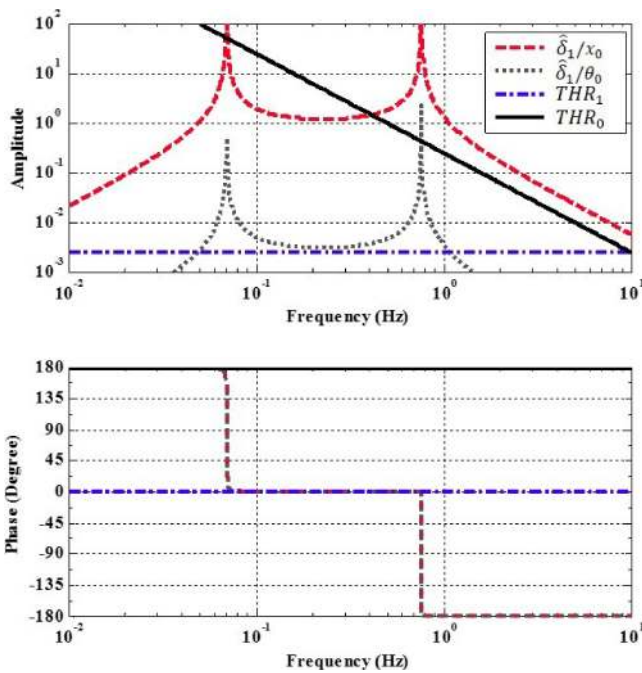 10²
10¹
10⁰
10⁻¹
10⁻²
10⁻³
Amplitude
δ̂₁/x₀
δ̂₁/θ₀
THR₁
THR₀
10⁻² 10⁻¹ 10⁰ 10¹
Frequency (Hz)
180
135
90
45
0
-45
-90
-135
-180
Phase (Degree)
10⁻² 10⁻¹ 10⁰ 10¹
Frequency (Hz)